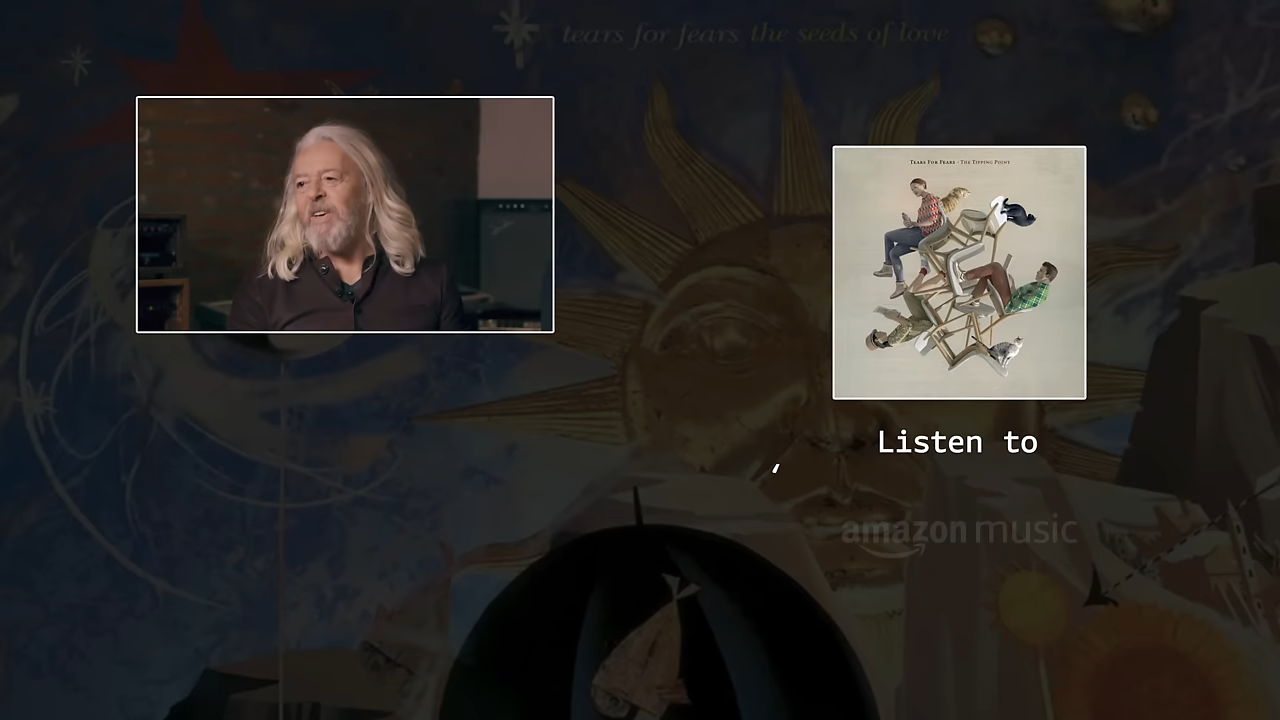 tears for fears the seeds of love
TEARS FOR FEARS · THE TIPPING POINT
Listen to
‘
amazon music